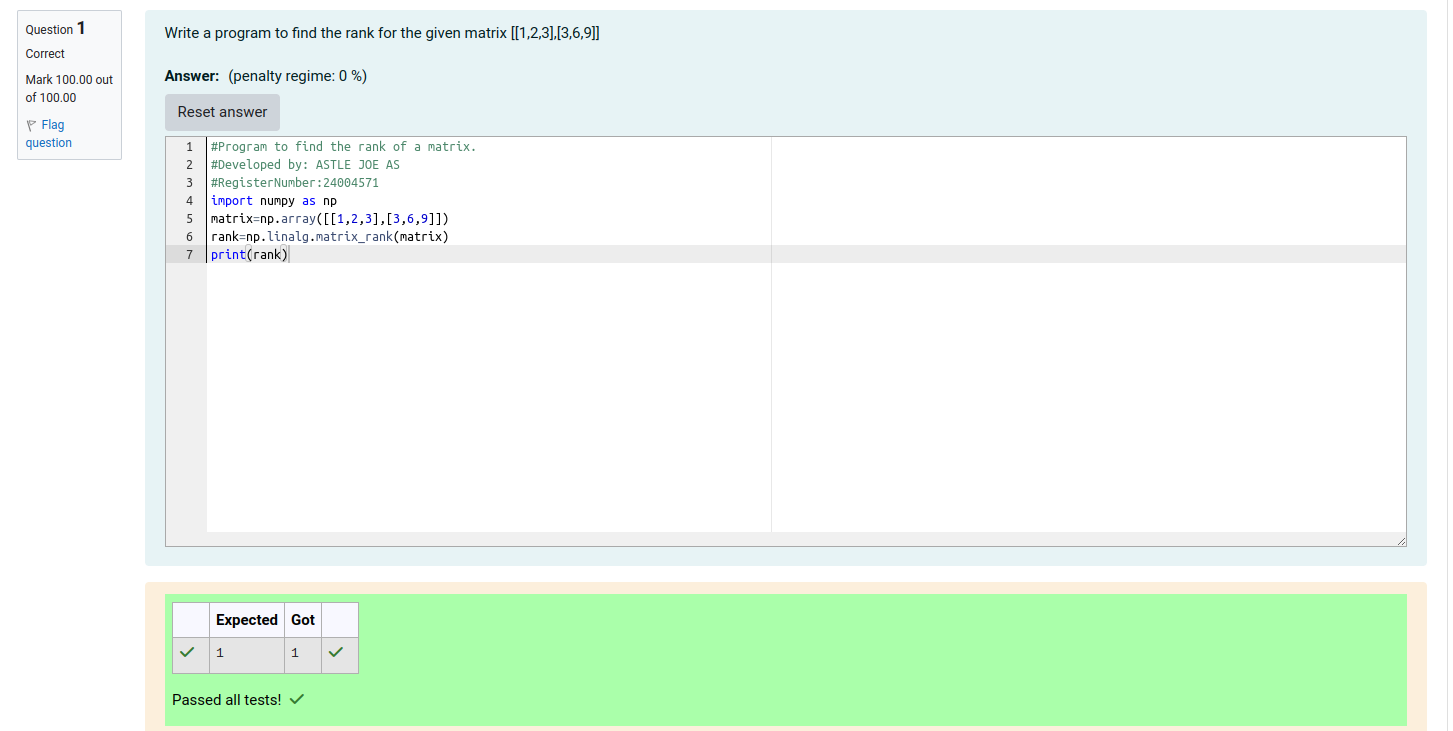 Question 1
Correct
Mark 100.00 out
of 100.00
Flag
question
Write a program to find the rank for the given matrix [[1,2,3],[3,6,9]]
Answer: (penalty regime: 0 %)
Reset answer
1 #Program to find the rank of a matrix.
2 #Developed by: ASTLE JOE AS
3 #RegisterNumber:24004571
4 import numpy as np
5 matrix=np.array([[1,2,3],[3,6,9]])
6 rank=np.linalg.matrix_rank(matrix)
7 print(rank)
Expected Got
1 1
Passed all tests!